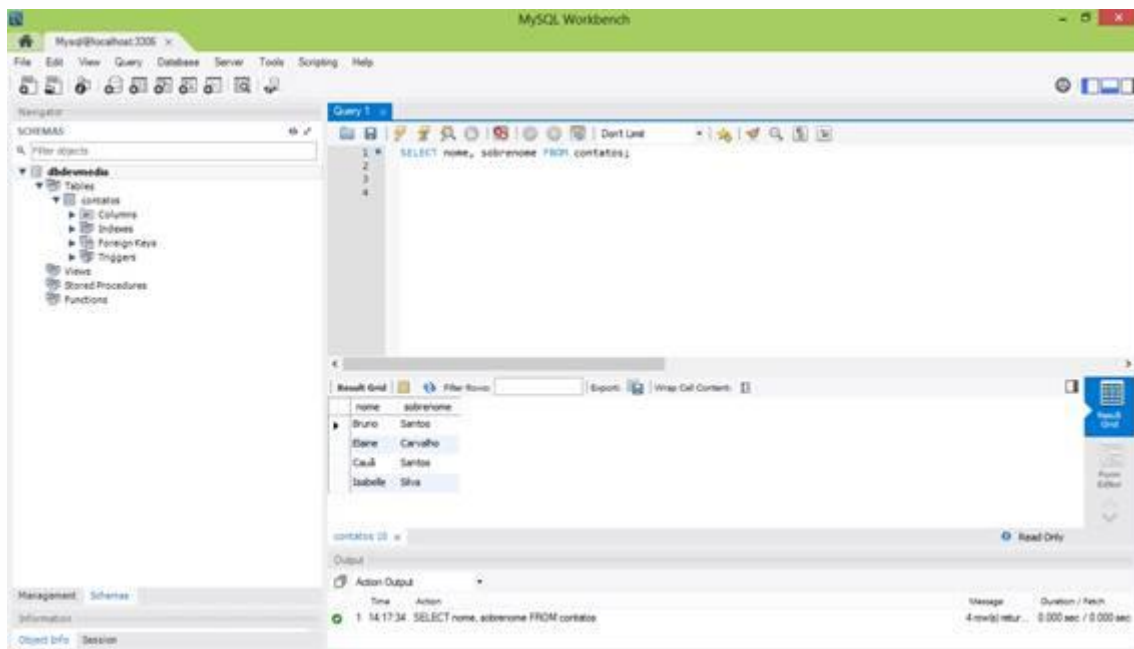 MySQL Workbench
Mysql@localhost:3306
File Edit View Query Database Server Tools Scripting Help
Navigator
Query 1
SCHEMAS
Filter objects
Don't Limit
1 SELECT nome, sobrenome FROM contatos;
2
3
4
dbdevmedia
Tables
contatos
Columns
Indexes
Foreign Keys
Triggers
Views
Stored Procedures
Functions
Result Grid Filter Rows: Export: Wrap Cell Content:
Result Grid
Form Editor
nome sobrenome
Bruno Santos
Elaine Carvalho
Cauã Santos
Isabelle Silva
contatos Read Only
Output
Action Output
Management Schemas
Time Action Message Duration / Fetch
Information
1 14:17:34 SELECT nome, sobrenome FROM contatos 4 row(s) retur... 0.000 sec / 0.000 sec
Object Info Session